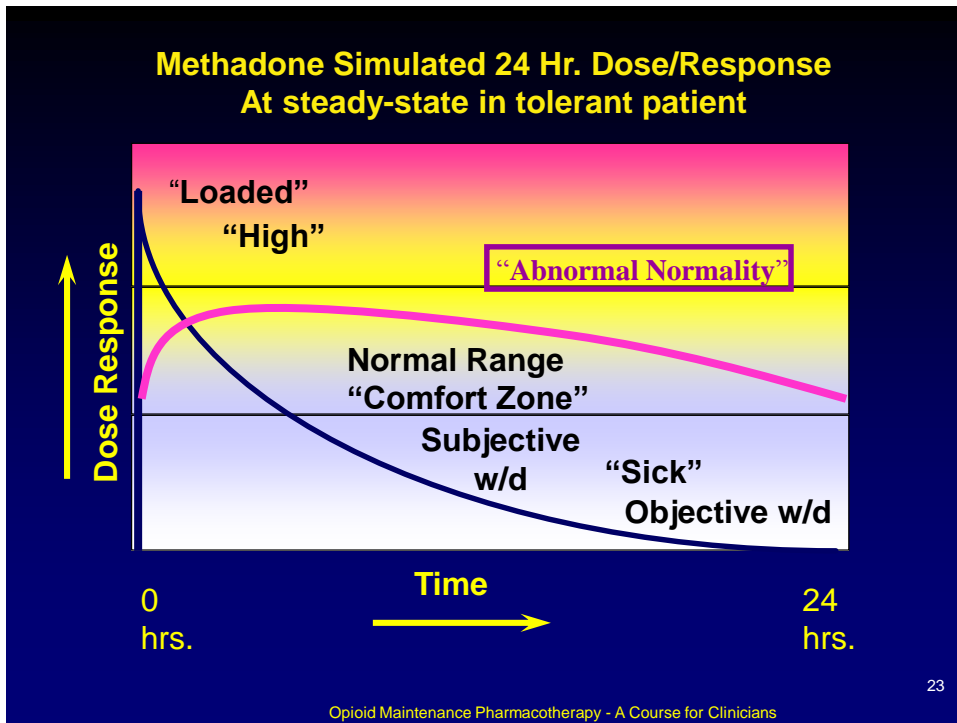 Methadone Simulated 24 Hr. Dose/Response
At steady-state in tolerant patient
“Loaded”
“High”
“Abnormal Normality”
Dose Response
Normal Range
“Comfort Zone”
Subjective
w/d
“Sick”
Objective w/d
0
hrs.
Time
24
hrs.
23
Opioid Maintenance Pharmacotherapy - A Course for Clinicians